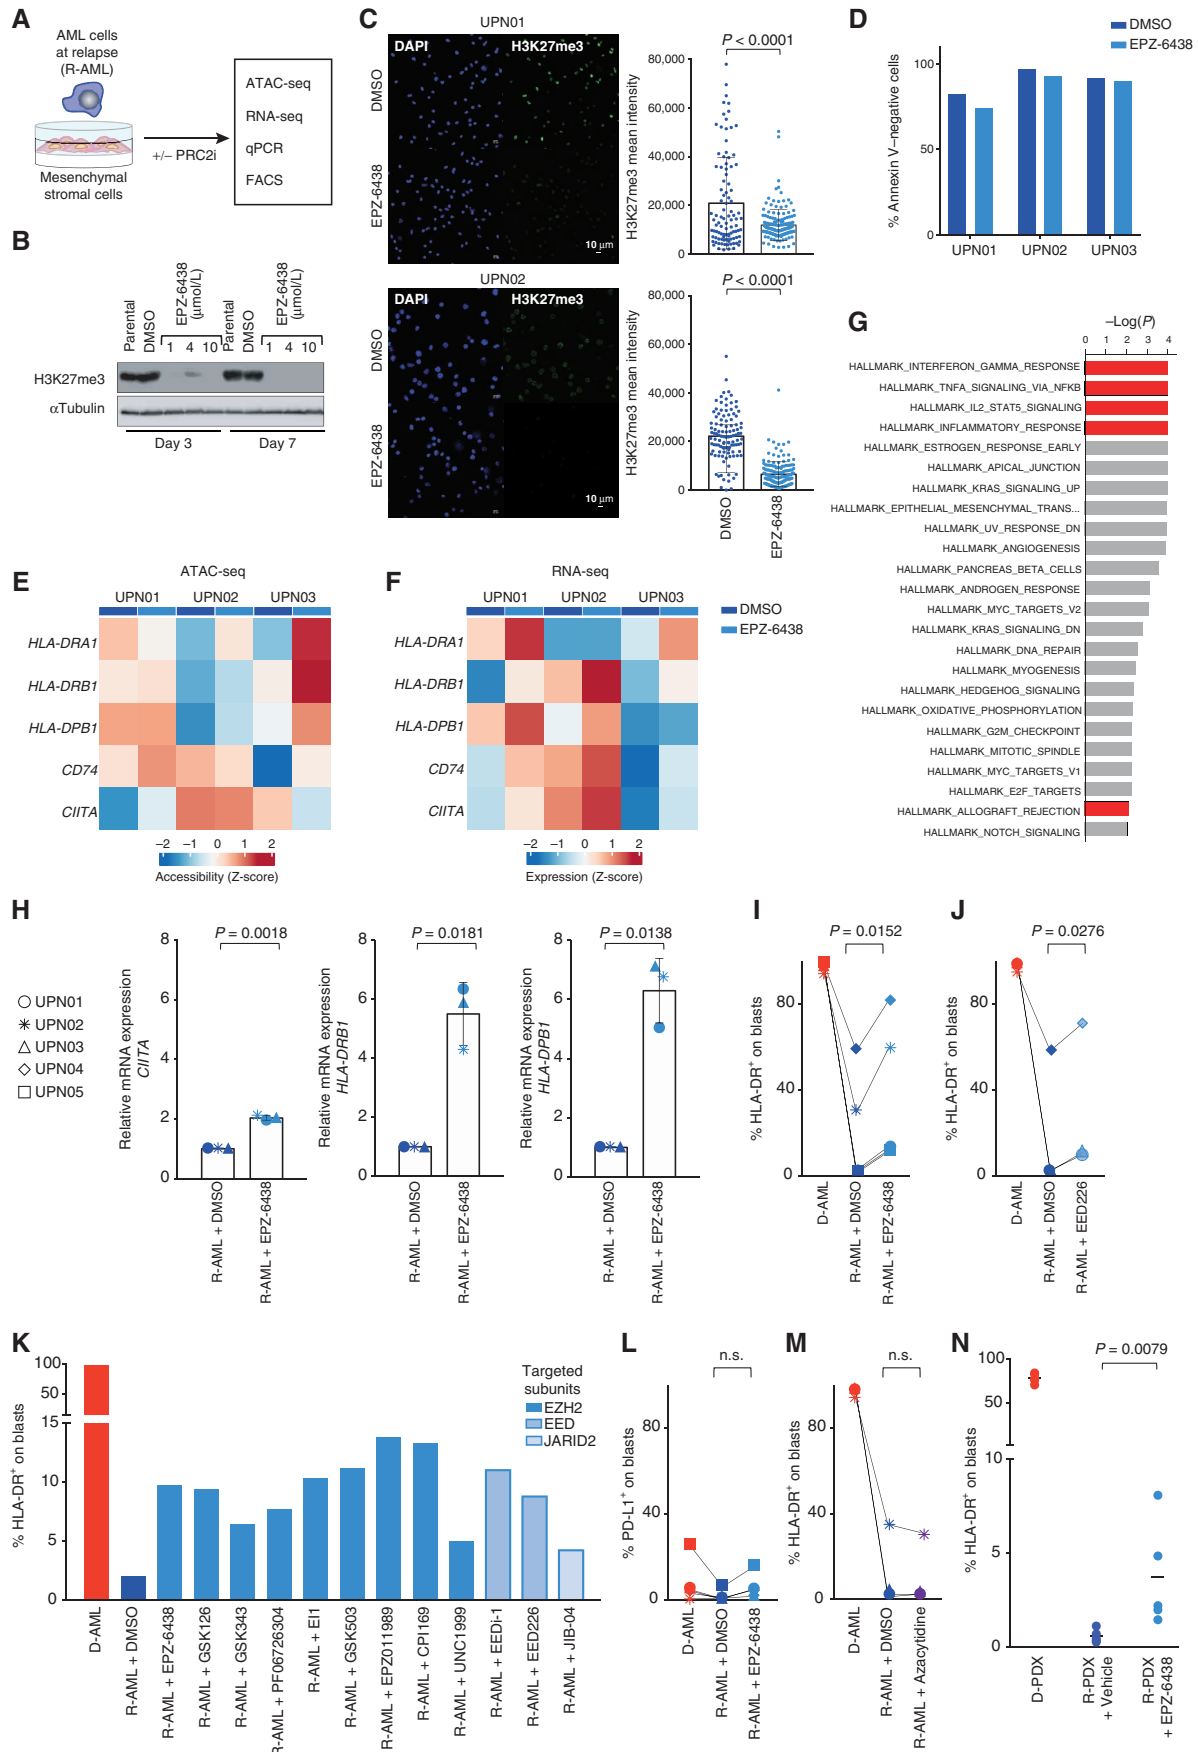 A
AML cells
at relapse
(R-AML)
Mesenchymal
stromal cells
+/– PRC2i
ATAC-seq
RNA-seq
qPCR
FACS
B
Parental
DMSO
EPZ-6438
(μmol/L)
1 4 10
Parental
DMSO
EPZ-6438
(μmol/L)
1 4 10
H3K27me3
αTubulin
Day 3
Day 7
C
UPN01
DAPI
H3K27me3
DMSO
EPZ-6438
10 μm
H3K27me3 mean intensity
P < 0.0001
80,000
60,000
40,000
20,000
0
UPN02
DAPI
H3K27me3
DMSO
EPZ-6438
10 μm
H3K27me3 mean intensity
P < 0.0001
80,000
60,000
40,000
20,000
0
DMSO
EPZ-6438
D
DMSO
EPZ-6438
% Annexin V–negative cells
100
50
0
UPN01
UPN02
UPN03
E
ATAC-seq
UPN01 UPN02 UPN03
HLA-DRA1
HLA-DRB1
HLA-DPB1
CD74
CIITA
–2 –1 0 1 2
Accessibility (Z-score)
F
RNA-seq
UPN01 UPN02 UPN03
DMSO
EPZ-6438
HLA-DRA1
HLA-DRB1
HLA-DPB1
CD74
CIITA
–2 –1 0 1 2
Expression (Z-score)
G
–Log(P)
0 1 2 3 4
HALLMARK_INTERFERON_GAMMA_RESPONSE
HALLMARK_TNFA_SIGNALING_VIA_NFKB
HALLMARK_IL2_STAT5_SIGNALING
HALLMARK_INFLAMMATORY_RESPONSE
HALLMARK_ESTROGEN_RESPONSE_EARLY
HALLMARK_APICAL_JUNCTION
HALLMARK_KRAS_SIGNALING_UP
HALLMARK_EPITHELIAL_MESENCHYMAL_TRANS...
HALLMARK_UV_RESPONSE_DN
HALLMARK_ANGIOGENESIS
HALLMARK_PANCREAS_BETA_CELLS
HALLMARK_ANDROGEN_RESPONSE
HALLMARK_MYC_TARGETS_V2
HALLMARK_KRAS_SIGNALING_DN
HALLMARK_DNA_REPAIR
HALLMARK_MYOGENESIS
HALLMARK_HEDGEHOG_SIGNALING
HALLMARK_OXIDATIVE_PHOSPHORYLATION
HALLMARK_G2M_CHECKPOINT
HALLMARK_MITOTIC_SPINDLE
HALLMARK_MYC_TARGETS_V1
HALLMARK_E2F_TARGETS
HALLMARK_ALLOGRAFT_REJECTION
HALLMARK_NOTCH_SIGNALING
H
UPN01
UPN02
UPN03
UPN04
UPN05
Relative mRNA expression
CIITA
P = 0.0018
8
6
4
2
0
R-AML + DMSO
R-AML + EPZ-6438
Relative mRNA expression
HLA-DRB1
P = 0.0181
8
6
4
2
0
R-AML + DMSO
R-AML + EPZ-6438
Relative mRNA expression
HLA-DPB1
P = 0.0138
8
6
4
2
0
R-AML + DMSO
R-AML + EPZ-6438
I
P = 0.0152
% HLA-DR+ on blasts
80
40
0
D-AML
R-AML + DMSO
R-AML + EPZ-6438
J
P = 0.0276
% HLA-DR+ on blasts
80
40
0
D-AML
R-AML + DMSO
R-AML + EED226
K
% HLA-DR+ on blasts
100
50
15
10
5
0
Targeted
subunits
EZH2
EED
JARID2
D-AML
R-AML + DMSO
R-AML + EPZ-6438
R-AML + GSK126
R-AML + GSK343
R-AML + PF06726304
R-AML + EI1
R-AML + GSK503
R-AML + EPZ011989
R-AML + CPI169
R-AML + UNC1999
R-AML + EEDi-1
R-AML + EED226
R-AML + JIB-04
L
n.s.
% PD-L1+ on blasts
80
40
0
D-AML
R-AML + DMSO
R-AML + EPZ-6438
M
n.s.
% HLA-DR+ on blasts
80
40
0
D-AML
R-AML + DMSO
R-AML + Azacytidine
N
P = 0.0079
% HLA-DR+ on blasts
100
50
10
5
0
D-PDX
R-PDX
+ Vehicle
R-PDX
+ EPZ-6438